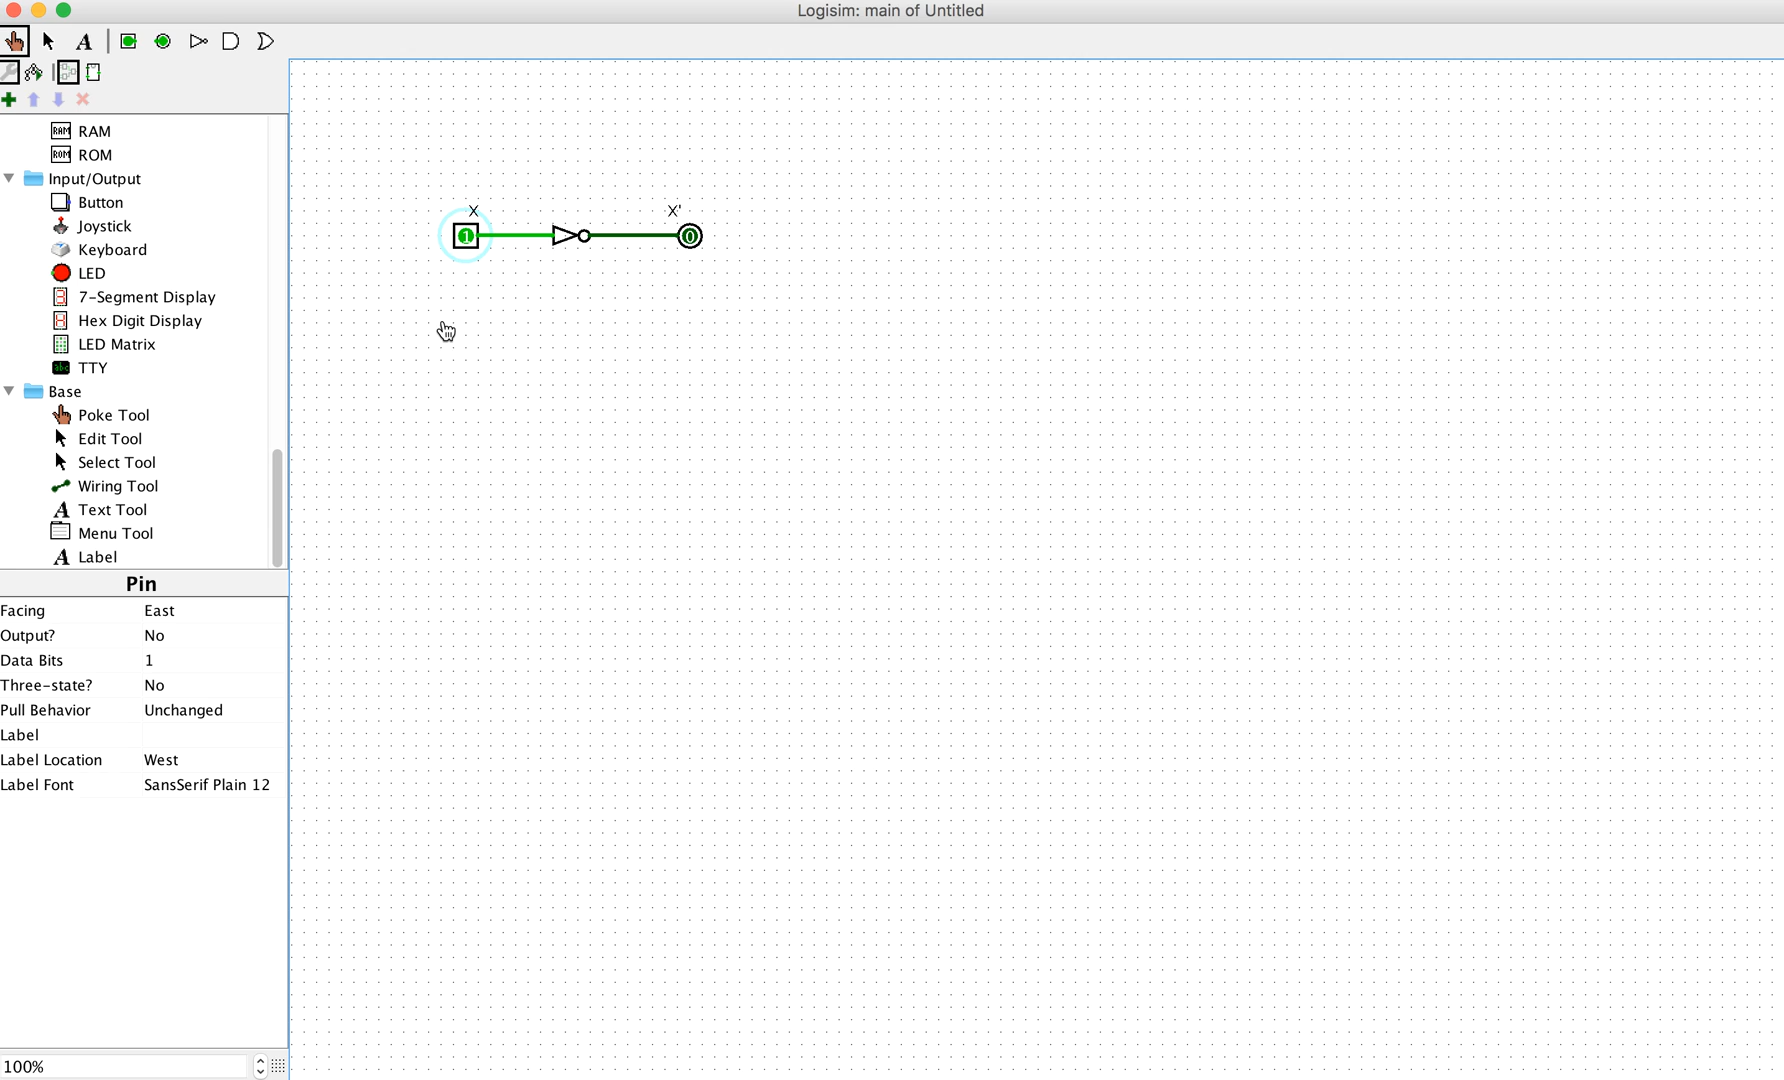 Logisim: main of Untitled
A
RAM RAM
ROM ROM
Input/Output
Button
Joystick
Keyboard
LED
7-Segment Display
Hex Digit Display
LED Matrix
TTY
Base
Poke Tool
Edit Tool
Select Tool
Wiring Tool
A Text Tool
Menu Tool
A Label
Pin
Facing East
Output? No
Data Bits 1
Three-state? No
Pull Behavior Unchanged
Label
Label Location West
Label Font SansSerif Plain 12
100%
X X'
1 0